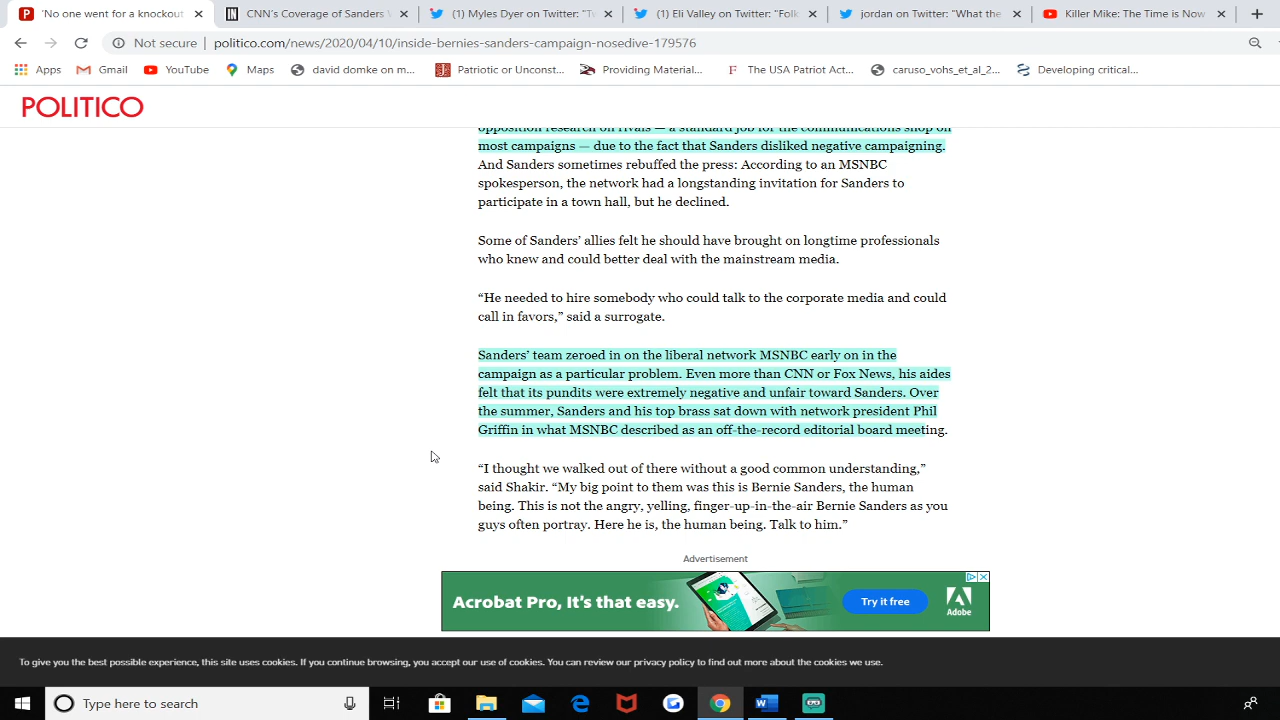 'No one went for a knockout
CNN's Coverage of Sanders V
(1) Myles Dyer on Twitter: "Tw
(1) Eli Valley on Twitter: "Folk
jordan on Twitter: "What the
Killer Mike: The Time is Now
Not secure | politico.com/news/2020/04/10/inside-bernies-sanders-campaign-nosedive-179576
Apps
Gmail
YouTube
Maps
david domke on m...
Patriotic or Unconst...
Providing Material...
The USA Patriot Act...
caruso_vohs_et_al_2...
Developing critical...
POLITICO
opposition research on rivals — a standard job for the communications shop on
most campaigns — due to the fact that Sanders disliked negative campaigning.
And Sanders sometimes rebuffed the press: According to an MSNBC
spokesperson, the network had a longstanding invitation for Sanders to
participate in a town hall, but he declined.
Some of Sanders' allies felt he should have brought on longtime professionals
who knew and could better deal with the mainstream media.
“He needed to hire somebody who could talk to the corporate media and could
call in favors,” said a surrogate.
Sanders' team zeroed in on the liberal network MSNBC early on in the
campaign as a particular problem. Even more than CNN or Fox News, his aides
felt that its pundits were extremely negative and unfair toward Sanders. Over
the summer, Sanders and his top brass sat down with network president Phil
Griffin in what MSNBC described as an off-the-record editorial board meeting.
“I thought we walked out of there without a good common understanding,”
said Shakir. “My big point to them was this is Bernie Sanders, the human
being. This is not the angry, yelling, finger-up-in-the-air Bernie Sanders as you
guys often portray. Here he is, the human being. Talk to him.”
Advertisement
Acrobat Pro, It's that easy.
Try it free
Adobe
To give you the best possible experience, this site uses cookies. If you continue browsing, you accept our use of cookies. You can review our privacy policy to find out more about the cookies we use.
Type here to search